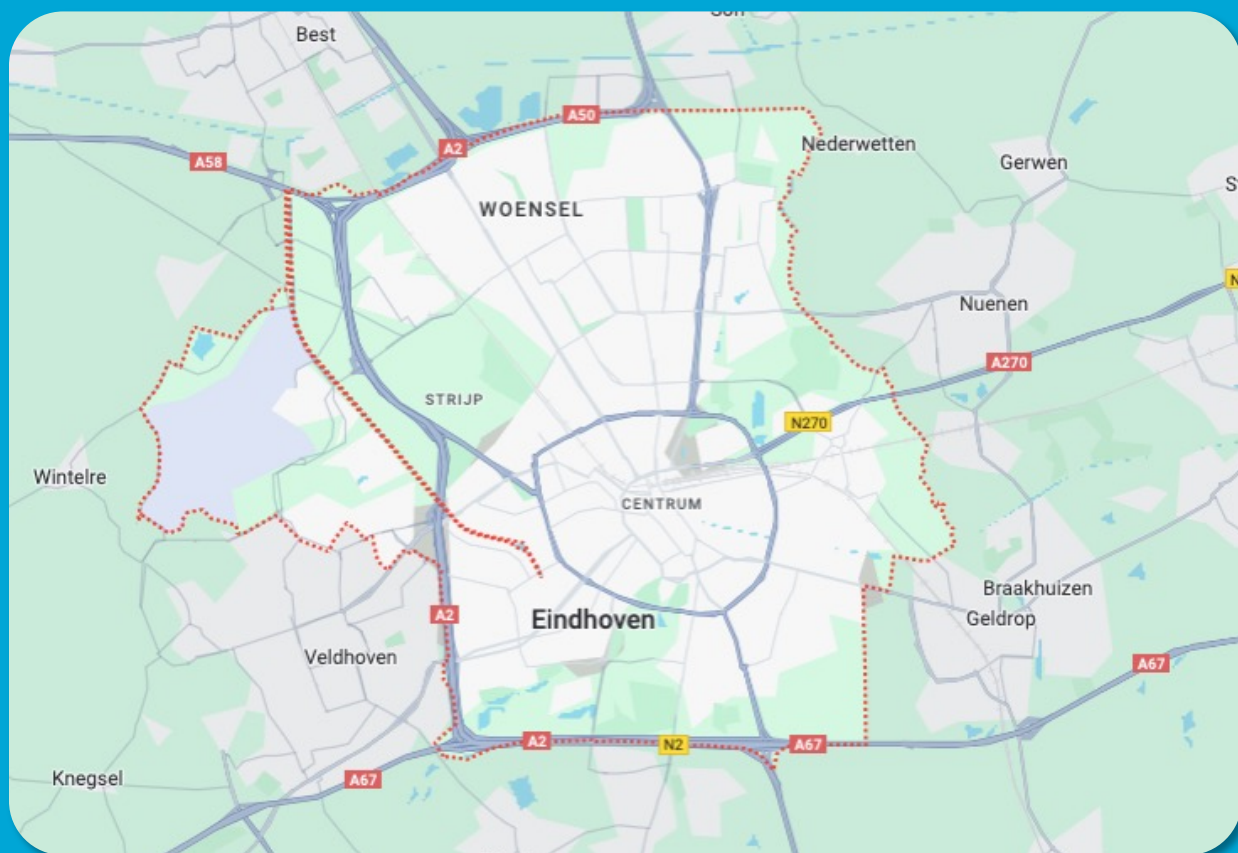 Son
Best
A50
A2
A58
Nederwetten
Gerwen
WOENSEL
Nuenen
A270
STRIJP
N270
Wintelre
CENTRUM
Braakhuizen
Geldrop
A2
Eindhoven
Veldhoven
A67
A2
N2
A67
Knegsel
A67